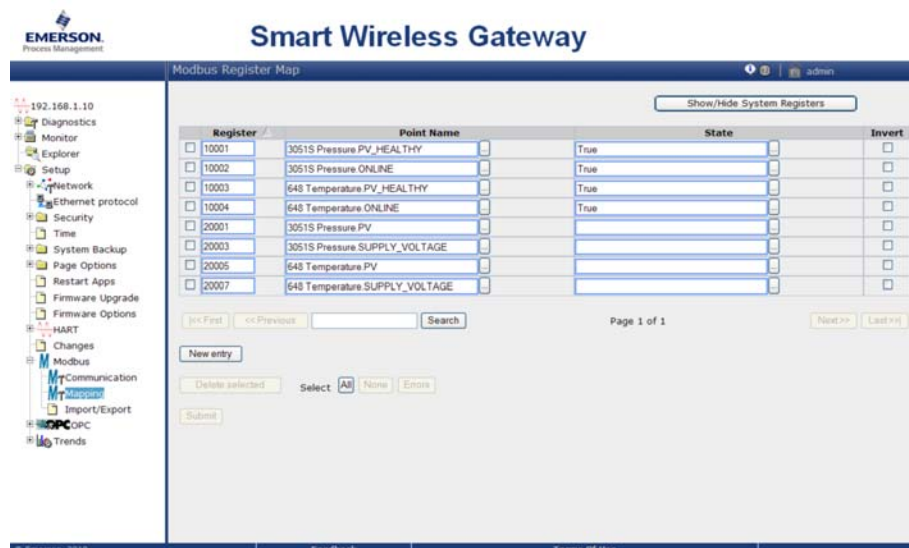 EMERSON.
Process Management
Smart Wireless Gateway
Modbus Register Map
admin
192.168.1.10
Diagnostics
Monitor
Explorer
Setup
Network
Ethernet protocol
Security
Time
System Backup
Page Options
Restart Apps
Firmware Upgrade
Firmware Options
HART
Changes
Modbus
Communication
Mapping
Import/Export
OPC OPC
Trends
Show/Hide System Registers
Register Point Name State Invert
10001 3051S Pressure.PV_HEALTHY ... True ...
10002 3051S Pressure.ONLINE ... True ...
10003 648 Temperature.PV_HEALTHY ... True ...
10004 648 Temperature.ONLINE ... True ...
20001 3051S Pressure.PV ... ...
20003 3051S Pressure.SUPPLY_VOLTAGE ... ...
20005 648 Temperature.PV ... ...
20007 648 Temperature.SUPPLY_VOLTAGE ... ...
|<< First << Previous Search Page 1 of 1 Next >> Last >>|
New entry
Delete selected Select All None Errors
Submit